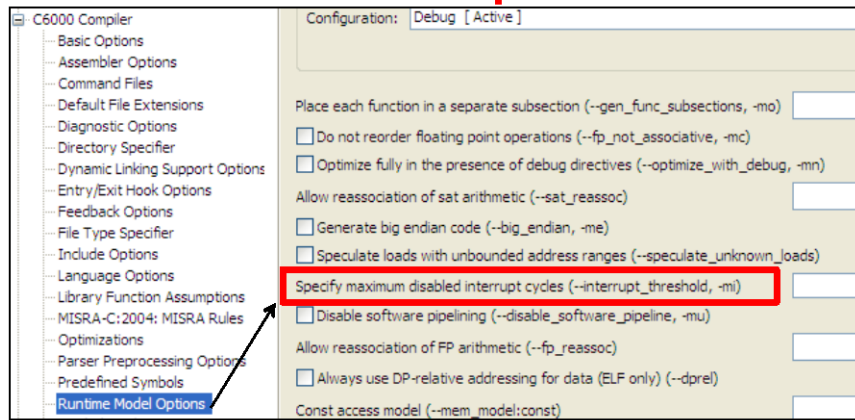 C6000 Compiler
Basic Options
Assembler Options
Command Files
Default File Extensions
Diagnostic Options
Directory Specifier
Dynamic Linking Support Options
Entry/Exit Hook Options
Feedback Options
File Type Specifier
Include Options
Language Options
Library Function Assumptions
MISRA-C:2004: MISRA Rules
Optimizations
Parser Preprocessing Options
Predefined Symbols
Runtime Model Options
Configuration: Debug [ Active ]
Place each function in a separate subsection (--gen_func_subsections, -mo)
Do not reorder floating point operations (--fp_not_associative, -mc)
Optimize fully in the presence of debug directives (--optimize_with_debug, -mn)
Allow reassociation of sat arithmetic (--sat_reassoc)
Generate big endian code (--big_endian, -me)
Speculate loads with unbounded address ranges (--speculate_unknown_loads)
Specify maximum disabled interrupt cycles (--interrupt_threshold, -mi)
Disable software pipelining (--disable_software_pipeline, -mu)
Allow reassociation of FP arithmetic (--fp_reassoc)
Always use DP-relative addressing for data (ELF only) (--dprel)
Const access model (--mem_model:const)